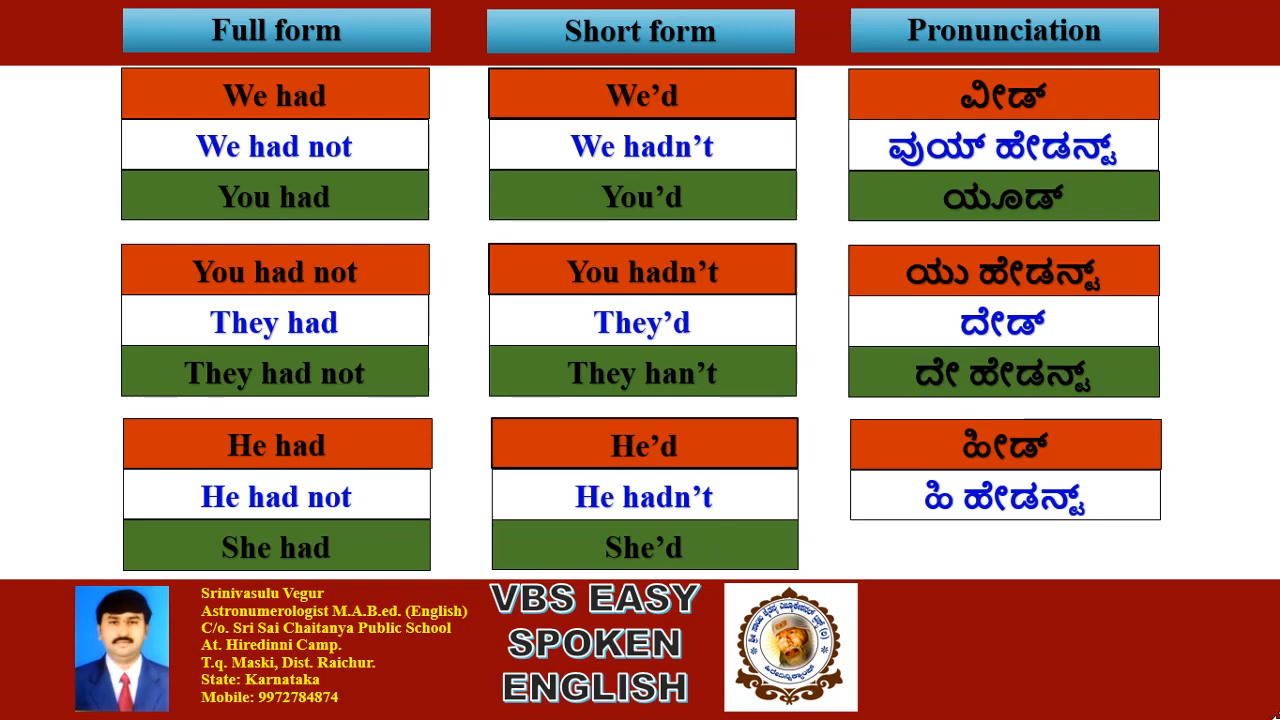 Full form Short form Pronunciation
We had We’d ವೀಡ್
We had not We hadn’t ವುಯ್ ಹೇಡನ್ಟ್
You had You’d ಯೂಡ್
You had not You hadn’t ಯು ಹೇಡನ್ಟ್
They had They’d ದೇಡ್
They had not They han’t ದೇ ಹೇಡನ್ಟ್
He had He’d ಹೀಡ್
He had not He hadn’t ಹಿ ಹೇಡನ್ಟ್
She had She’d
Srinivasulu Vegur
Astronumerologist M.A.B.ed. (English)
C/o. Sri Sai Chaitanya Public School
At. Hiredinni Camp.
T.q. Maski, Dist. Raichur.
State: Karnataka
Mobile: 9972784874
VBS EASY
SPOKEN
ENGLISH